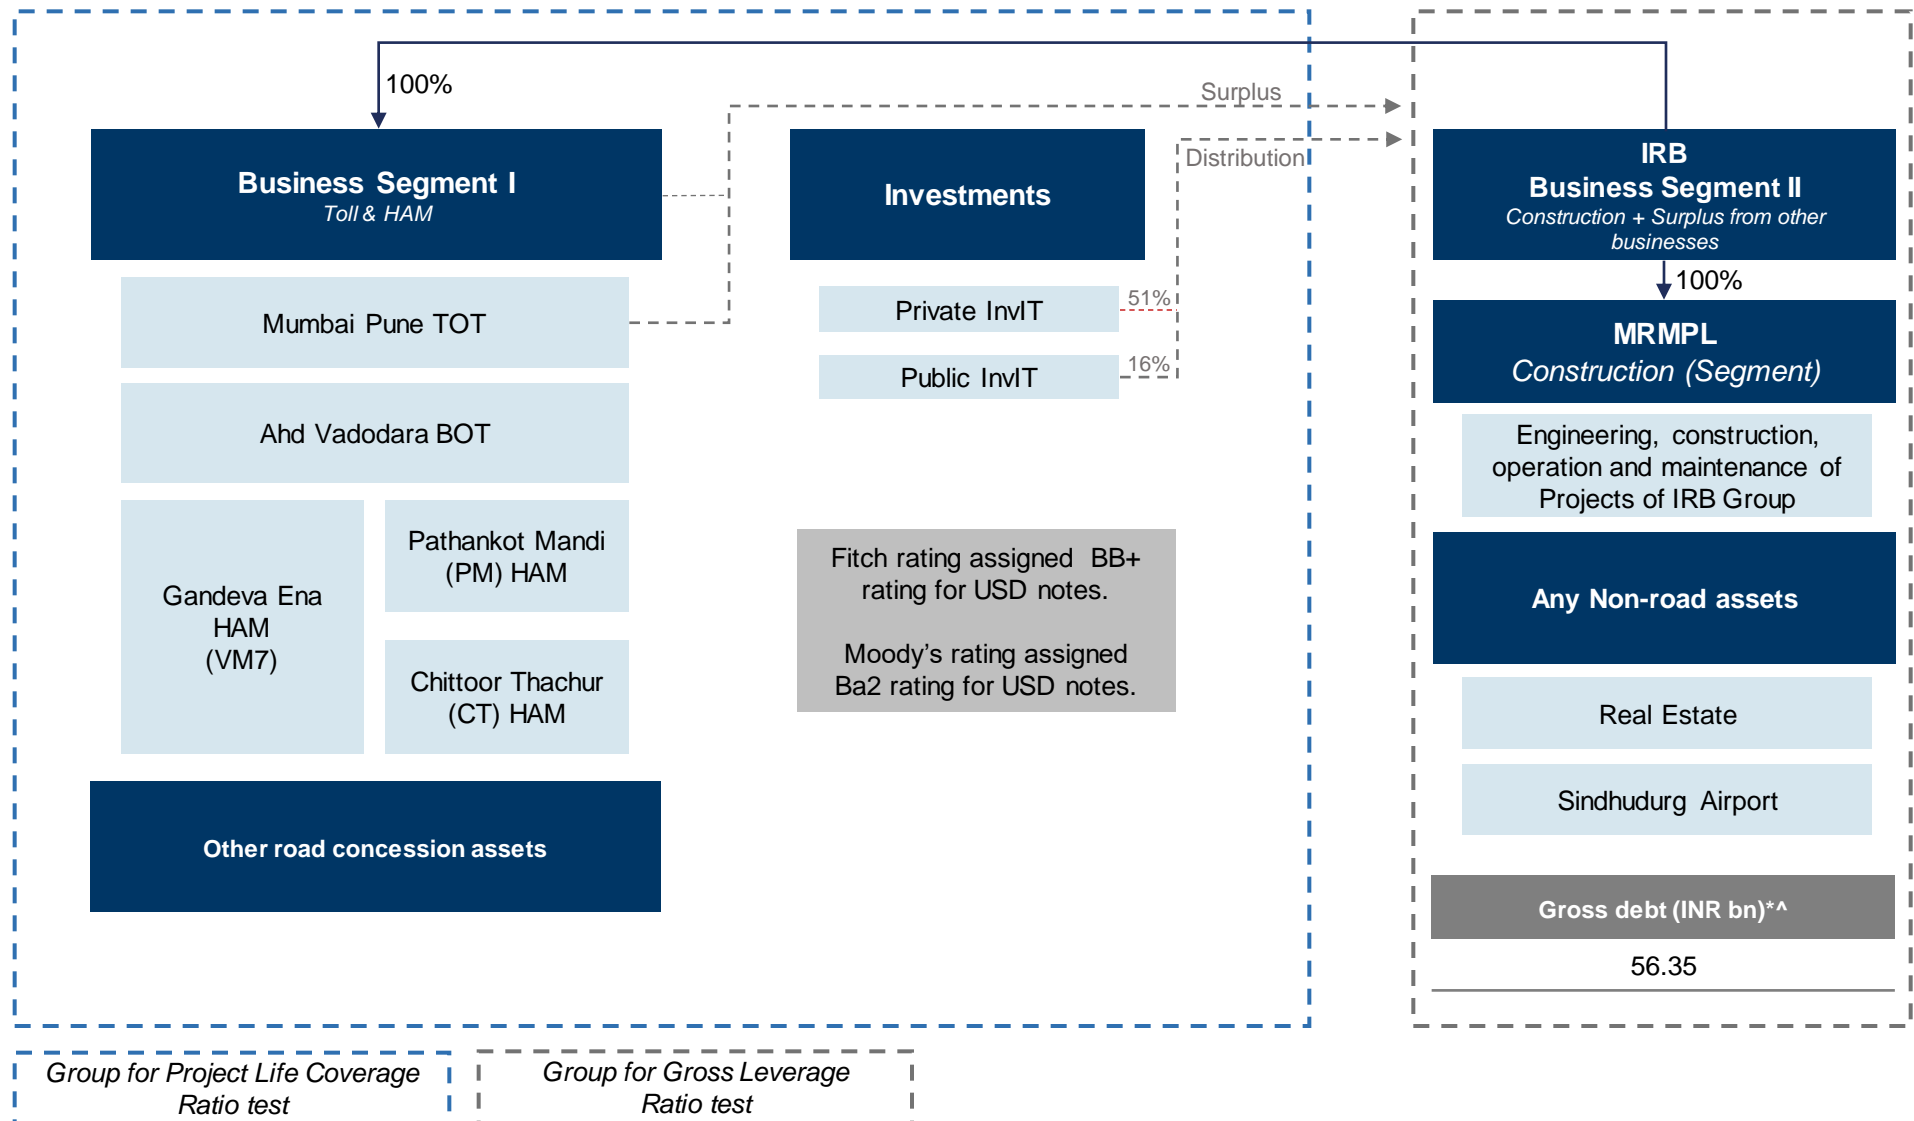 100%
Surplus
Distribution
Business Segment I
Toll & HAM
Investments
IRB
Business Segment II
Construction + Surplus from other
businesses
100%
Mumbai Pune TOT
Private InvIT
51%
Public InvIT
16%
MRMPL
Construction (Segment)
Ahd Vadodara BOT
Engineering, construction,
operation and maintenance of
Projects of IRB Group
Gandeva Ena
HAM
(VM7)
Pathankot Mandi
(PM) HAM
Chittoor Thachur
(CT) HAM
Fitch rating assigned BB+
rating for USD notes.
Moody's rating assigned
Ba2 rating for USD notes.
Any Non-road assets
Real Estate
Sindhudurg Airport
Other road concession assets
Gross debt (INR bn)*^
56.35
Group for Project Life Coverage
Ratio test
Group for Gross Leverage
Ratio test